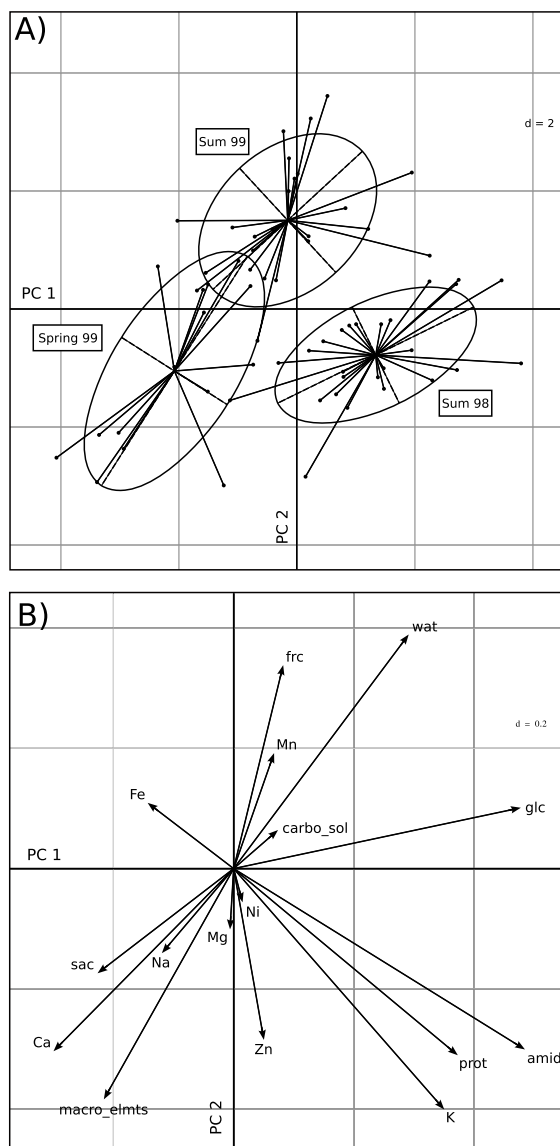 A)
d = 2
Sum 99
PC 1
Spring 99
Sum 98
PC 2
B)
wat
frc
d = 0.2
Mn
Fe
glc
carbo_sol
PC 1
Ni
Mg
Na
sac
Ca
Zn
amid
prot
macro_elmts
K
PC 2